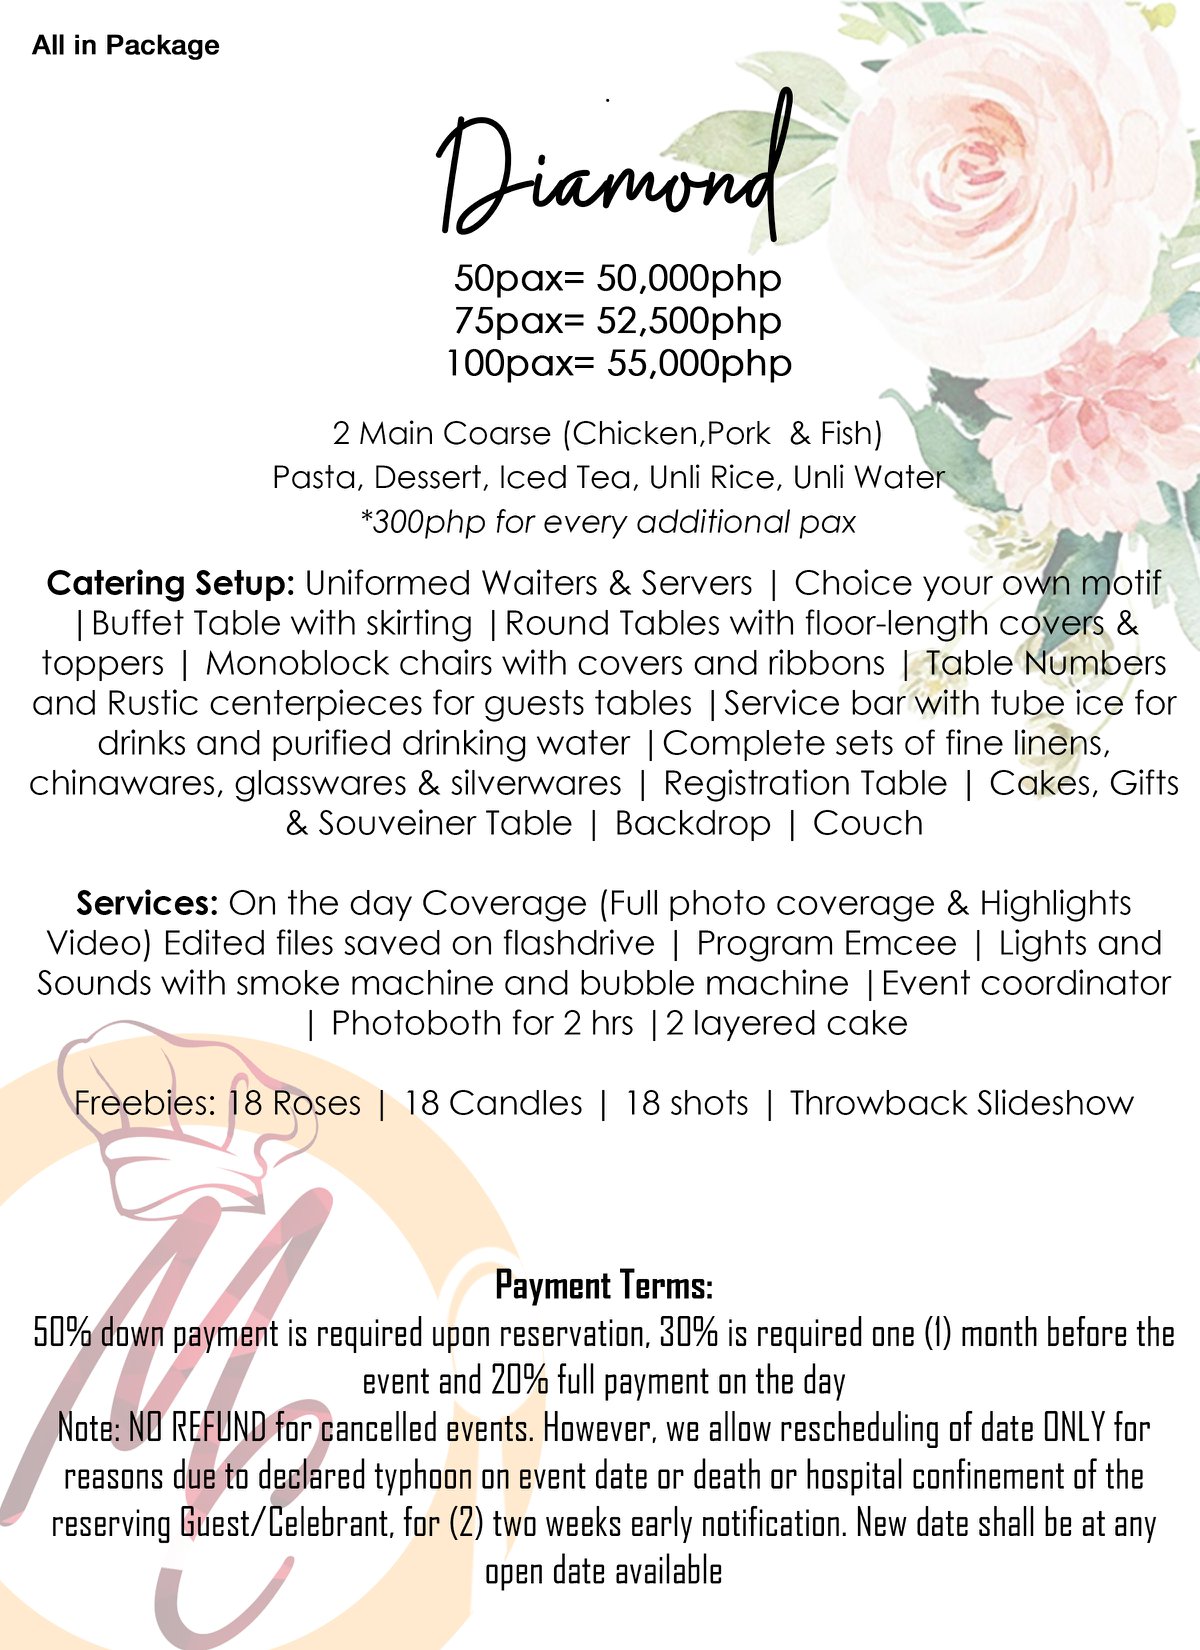 All in Package
.
Diamond
50pax= 50,000php
75pax= 52,500php
100pax= 55,000php
2 Main Coarse (Chicken,Pork  & Fish)
Pasta, Dessert, Iced Tea, Unli Rice, Unli Water
*300php for every additional pax
Catering Setup: Uniformed Waiters & Servers | Choice your own motif
|Buffet Table with skirting |Round Tables with floor-length covers &
toppers | Monoblock chairs with covers and ribbons | Table Numbers
and Rustic centerpieces for guests tables |Service bar with tube ice for
drinks and purified drinking water |Complete sets of fine linens,
chinawares, glasswares & silverwares | Registration Table | Cakes, Gifts
& Souveiner Table | Backdrop | Couch
Services: On the day Coverage (Full photo coverage & Highlights
Video) Edited files saved on flashdrive | Program Emcee | Lights and
Sounds with smoke machine and bubble machine |Event coordinator
| Photoboth for 2 hrs |2 layered cake
Freebies: 18 Roses | 18 Candles | 18 shots | Throwback Slideshow
Payment Terms:
50% down payment is required upon reservation, 30% is required one (1) month before the
event and 20% full payment on the day
Note: NO REFUND for cancelled events. However, we allow rescheduling of date ONLY for
reasons due to declared typhoon on event date or death or hospital confinement of the
reserving Guest/Celebrant, for (2) two weeks early notification. New date shall be at any
open date available
MC